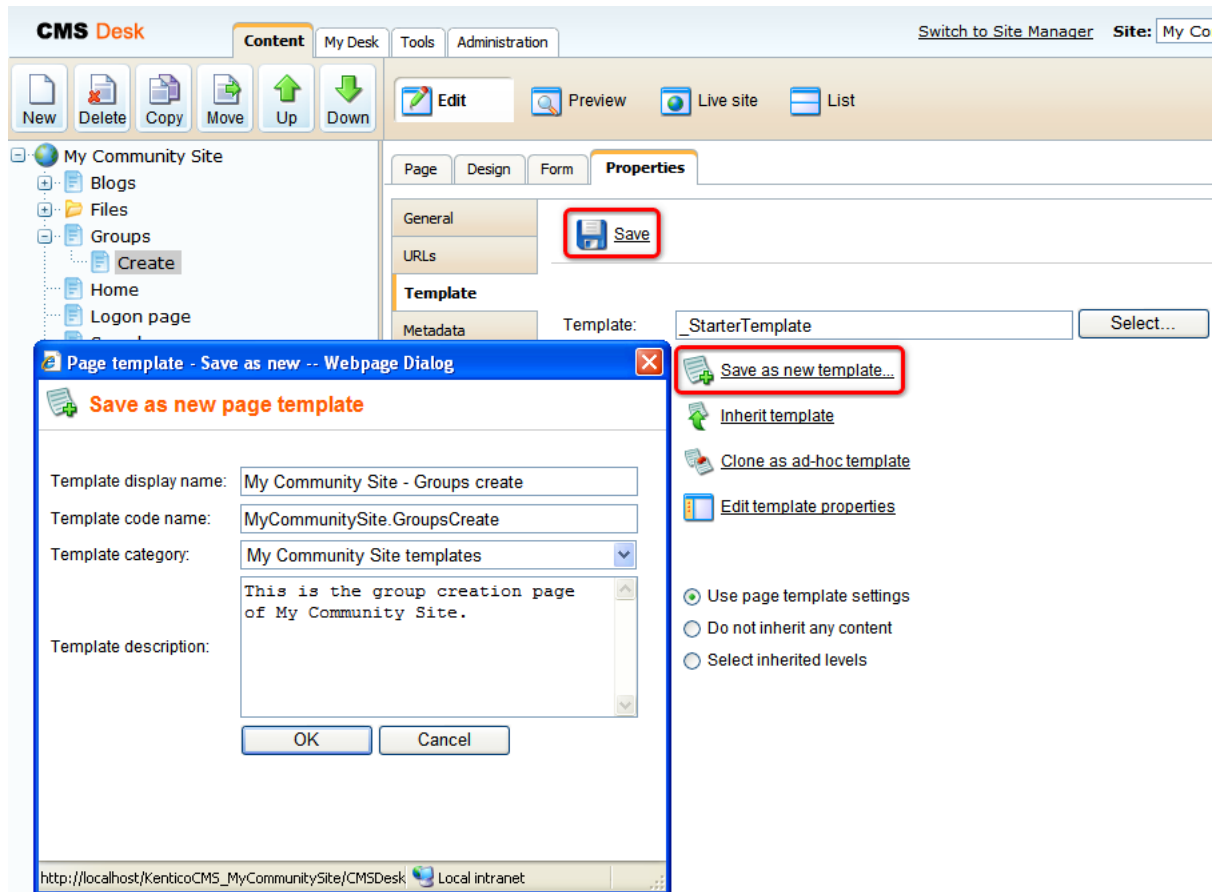 CMS Desk
Content
My Desk
Tools
Administration
Switch to Site Manager
Site: My Co
New
Delete
Copy
Move
Up
Down
Edit
Preview
Live site
List
My Community Site
Blogs
Files
Groups
Create
Home
Logon page
Page
Design
Form
Properties
General
URLs
Template
Metadata
Save
Template:
_StarterTemplate
Select...
Save as new template...
Inherit template
Clone as ad-hoc template
Edit template properties
Use page template settings
Do not inherit any content
Select inherited levels
Page template - Save as new -- Webpage Dialog
Save as new page template
Template display name:
My Community Site - Groups create
Template code name:
MyCommunitySite.GroupsCreate
Template category:
My Community Site templates
Template description:
This is the group creation page
of My Community Site.
OK
Cancel
http://localhost/KenticoCMS_MyCommunitySite/CMSDesk
Local intranet